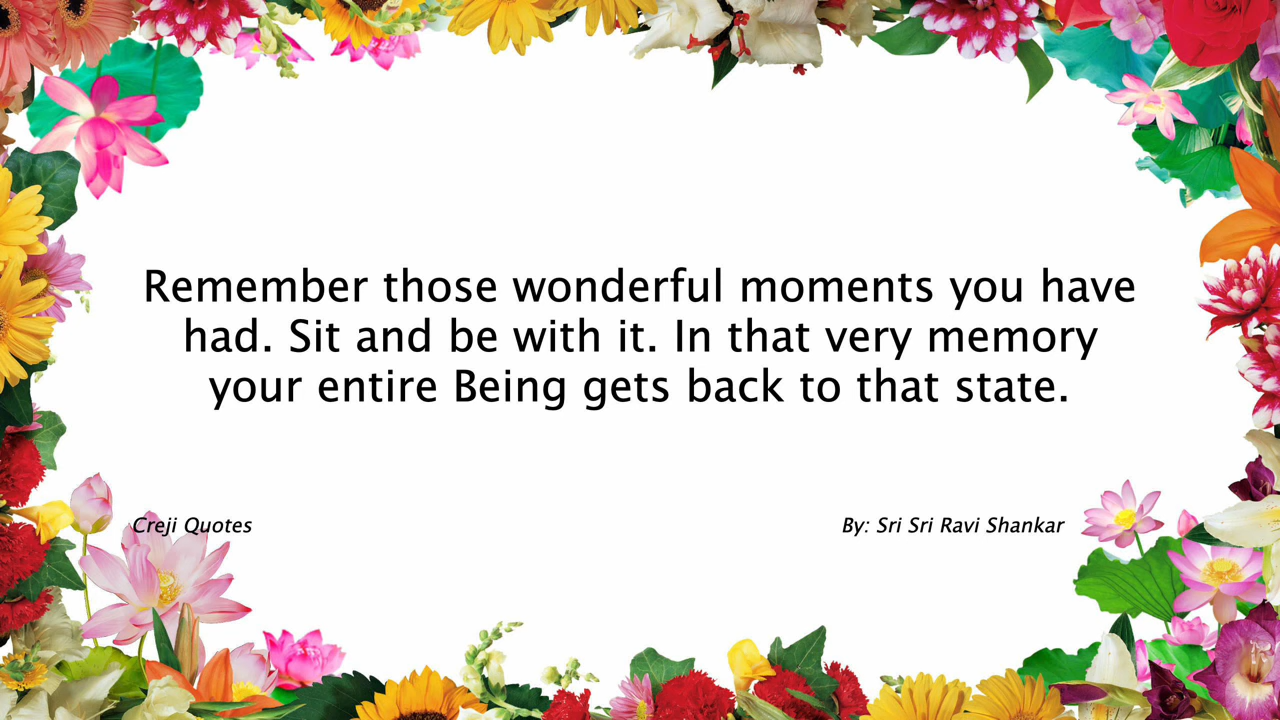 Remember those wonderful moments you have
had. Sit and be with it. In that very memory
your entire Being gets back to that state.
Creji Quotes
By: Sri Sri Ravi Shankar